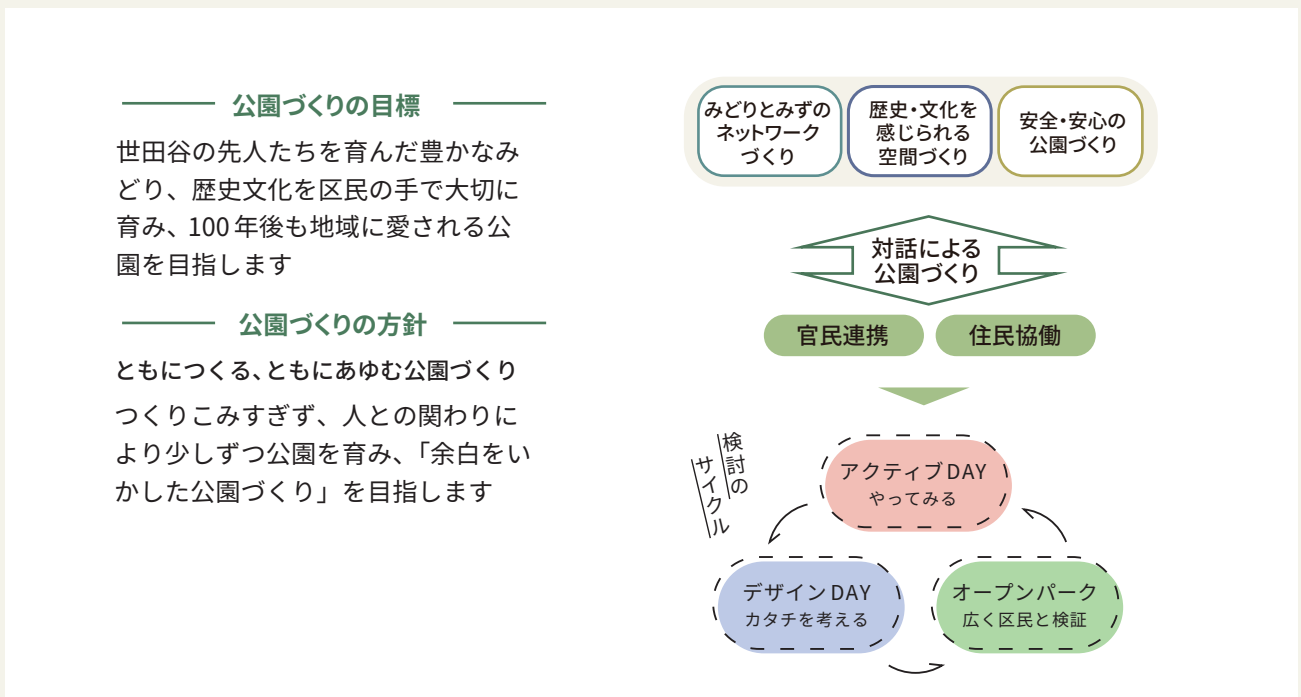 公園づくりの目標
世田谷の先人たちを育んだ豊かなみ
どり、歴史文化を区民の手で大切に
育み、100年後も地域に愛される公
園を目指します
公園づくりの方針
ともにつくる、ともにあゆむ公園づくり
つくりこみすぎず、人との関わりに
より少しずつ公園を育み、「余白をい
かした公園づくり」を目指します
みどりとみずの
ネットワーク
づくり
歴史・文化を
感じられる
空間づくり
安全・安心の
公園づくり
対話による
公園づくり
官民連携
住民協働
検討の
サイクル
アクティブDAY
やってみる
デザインDAY
カタチを考える
オープンパーク
広く区民と検証